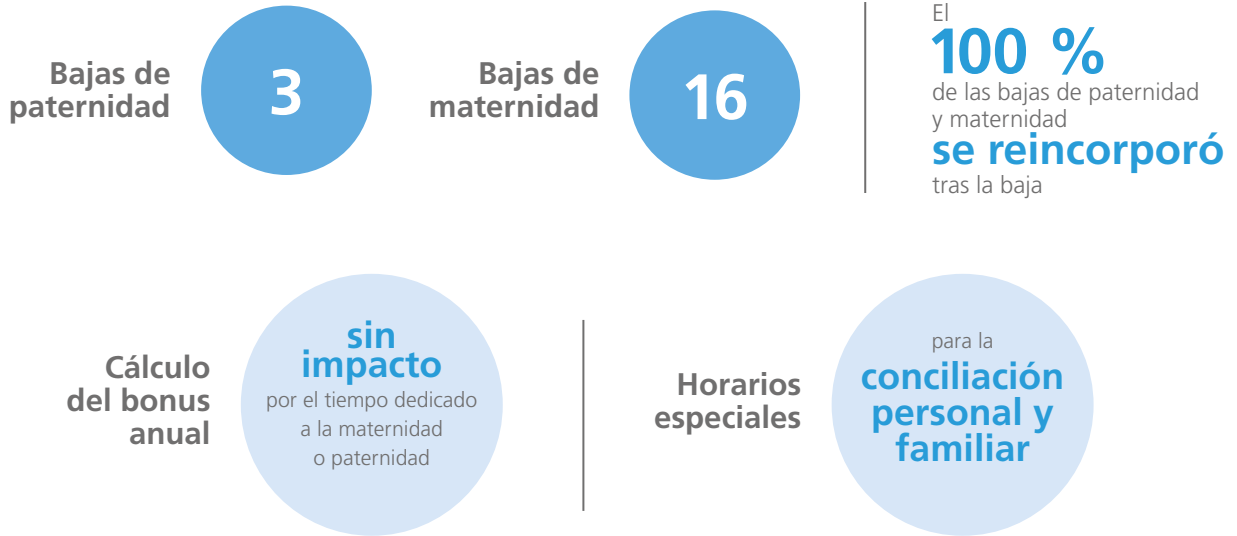 Bajas de
paternidad
3
Bajas de
maternidad
16
El
100 %
de las bajas de paternidad
y maternidad
se reincorporó
tras la baja
Cálculo
del bonus
anual
sin
impacto
por el tiempo dedicado
a la maternidad
o paternidad
Horarios
especiales
para la
conciliación
personal y
familiar